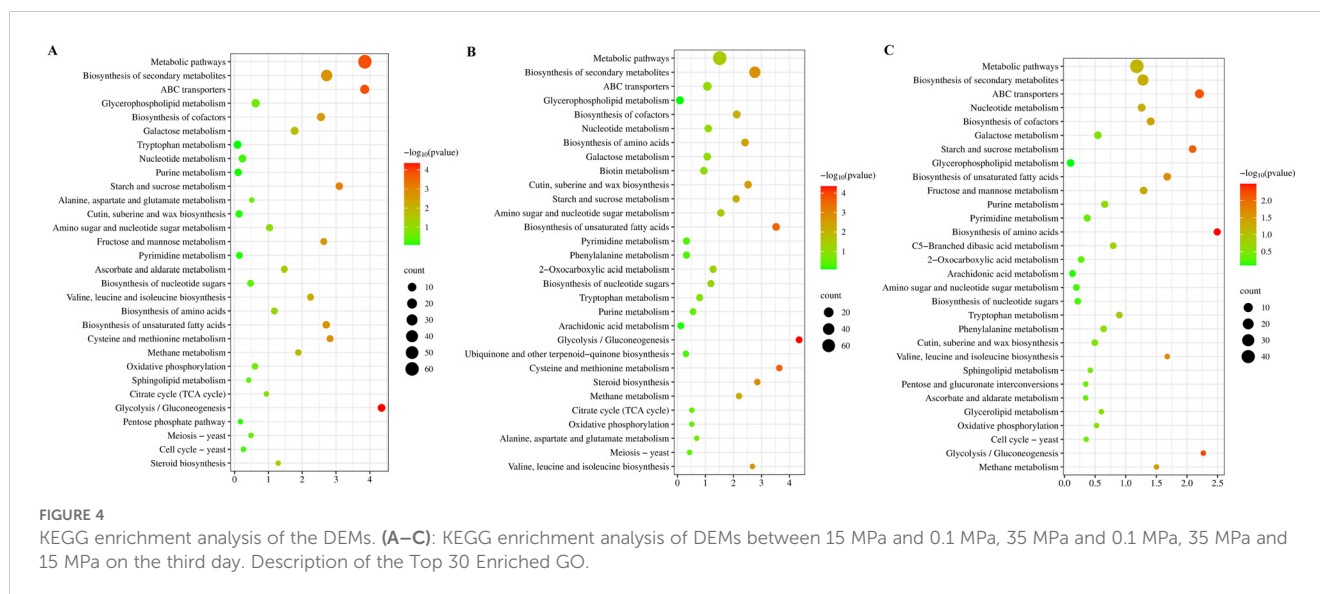 A
Metabolic pathways
Biosynthesis of secondary metabolites
ABC transporters
Glycerophospholipid metabolism
Biosynthesis of cofactors
Galactose metabolism
Tryptophan metabolism
Nucleotide metabolism
Purine metabolism
Starch and sucrose metabolism
Alanine, aspartate and glutamate metabolism
Cutin, suberine and wax biosynthesis
Amino sugar and nucleotide sugar metabolism
Fructose and mannose metabolism
Pyrimidine metabolism
Ascorbate and aldarate metabolism
Biosynthesis of nucleotide sugars
Valine, leucine and isoleucine biosynthesis
Biosynthesis of amino acids
Biosynthesis of unsaturated fatty acids
Cysteine and methionine metabolism
Methane metabolism
Oxidative phosphorylation
Sphingolipid metabolism
Citrate cycle (TCA cycle)
Glycolysis / Gluconeogenesis
Pentose phosphate pathway
Meiosis − yeast
Cell cycle − yeast
Steroid biosynthesis
0 1 2 3 4
−log10(pvalue)
4
3
2
1
count
10
20
30
40
50
60
B
Metabolic pathways
Biosynthesis of secondary metabolites
ABC transporters
Glycerophospholipid metabolism
Biosynthesis of cofactors
Nucleotide metabolism
Biosynthesis of amino acids
Galactose metabolism
Biotin metabolism
Cutin, suberine and wax biosynthesis
Starch and sucrose metabolism
Amino sugar and nucleotide sugar metabolism
Biosynthesis of unsaturated fatty acids
Pyrimidine metabolism
Phenylalanine metabolism
2−Oxocarboxylic acid metabolism
Biosynthesis of nucleotide sugars
Tryptophan metabolism
Purine metabolism
Arachidonic acid metabolism
Glycolysis / Gluconeogenesis
Ubiquinone and other terpenoid−quinone biosynthesis
Cysteine and methionine metabolism
Steroid biosynthesis
Methane metabolism
Citrate cycle (TCA cycle)
Oxidative phosphorylation
Alanine, aspartate and glutamate metabolism
Meiosis − yeast
Valine, leucine and isoleucine biosynthesis
0 1 2 3 4
−log10(pvalue)
4
3
2
1
count
20
40
60
C
Metabolic pathways
Biosynthesis of secondary metabolites
ABC transporters
Nucleotide metabolism
Biosynthesis of cofactors
Galactose metabolism
Starch and sucrose metabolism
Glycerophospholipid metabolism
Biosynthesis of unsaturated fatty acids
Fructose and mannose metabolism
Purine metabolism
Pyrimidine metabolism
Biosynthesis of amino acids
C5−Branched dibasic acid metabolism
2−Oxocarboxylic acid metabolism
Arachidonic acid metabolism
Amino sugar and nucleotide sugar metabolism
Biosynthesis of nucleotide sugars
Tryptophan metabolism
Phenylalanine metabolism
Cutin, suberine and wax biosynthesis
Valine, leucine and isoleucine biosynthesis
Sphingolipid metabolism
Pentose and glucuronate interconversions
Ascorbate and aldarate metabolism
Glycerolipid metabolism
Oxidative phosphorylation
Cell cycle − yeast
Glycolysis / Gluconeogenesis
Methane metabolism
0.0 0.5 1.0 1.5 2.0 2.5
−log10(pvalue)
2.0
1.5
1.0
0.5
count
10
20
30
40
FIGURE 4
KEGG enrichment analysis of the DEMs. (A–C): KEGG enrichment analysis of DEMs between 15 MPa and 0.1 MPa, 35 MPa and 0.1 MPa, 35 MPa and
15 MPa on the third day. Description of the Top 30 Enriched GO.